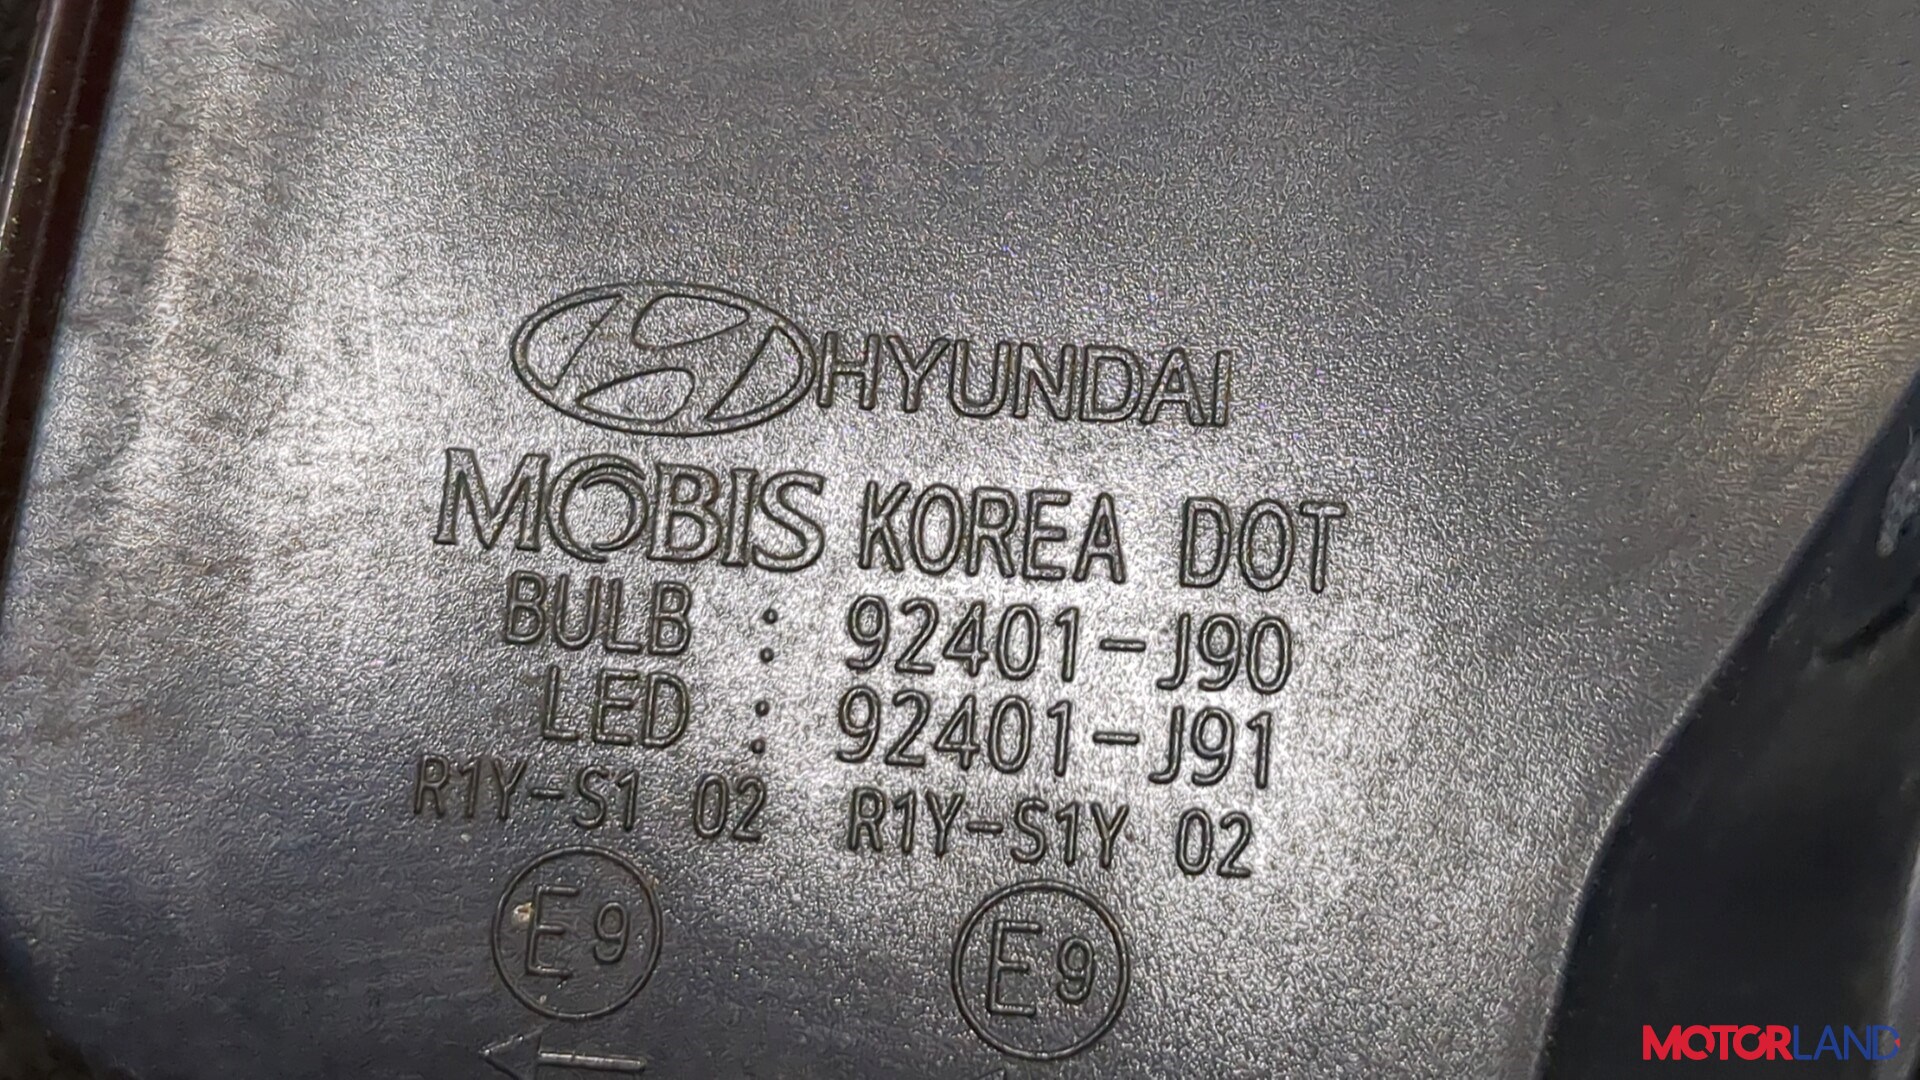 HYUNDAI
MOBIS KOREA DOT
BULB : 92401-J90
LED : 92401-J91
R1Y-S1 02 R1Y-S1Y 02
E9 E9
MOTORLAND